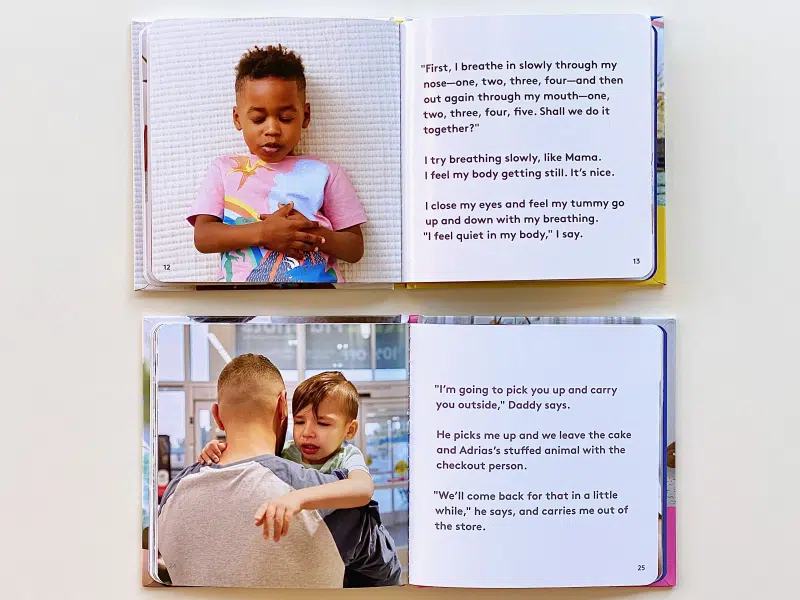 "First, I breathe in slowly through my
nose—one, two, three, four—and then
out again through my mouth—one,
two, three, four, five. Shall we do it
together?"
I try breathing slowly, like Mama.
I feel my body getting still. It's nice.
I close my eyes and feel my tummy go
up and down with my breathing.
"I feel quiet in my body," I say.
12
13
"I'm going to pick you up and carry
you outside," Daddy says.
He picks me up and we leave the cake
and Adrias's stuffed animal with the
checkout person.
"We'll come back for that in a little
while," he says, and carries me out of
the store.
25